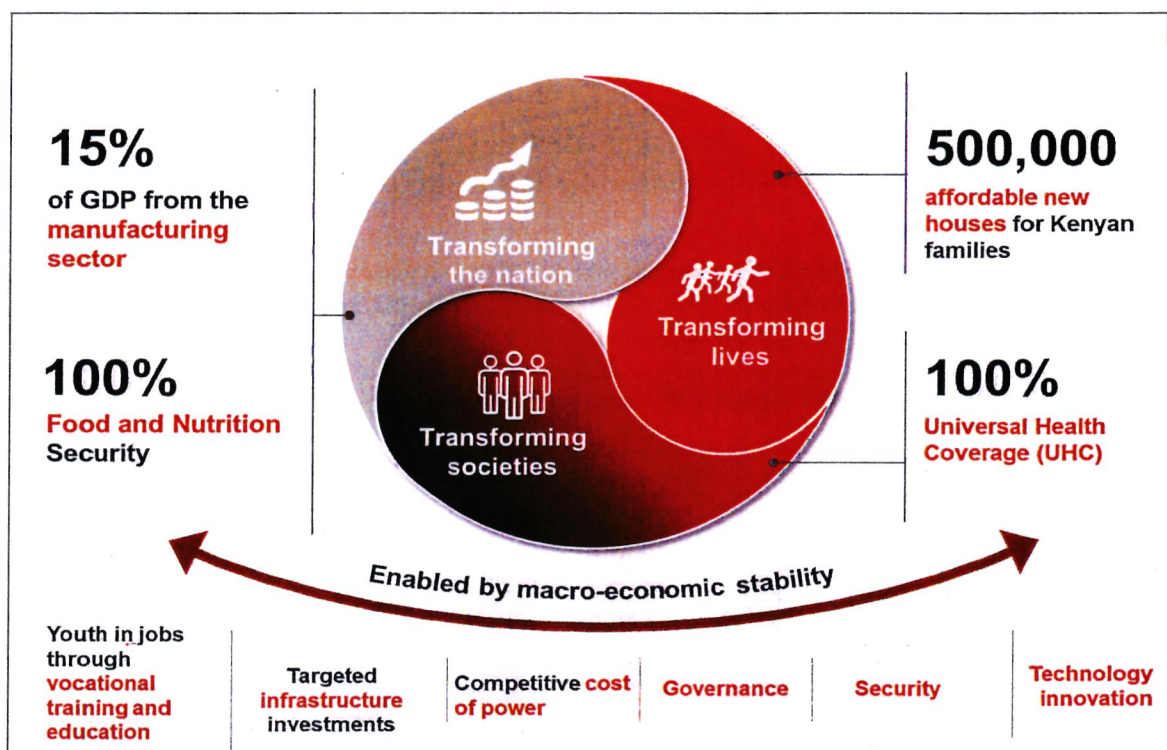 15%
of GDP from the
manufacturing
sector
100%
Food and Nutrition
Security
Transforming
the nation
Transforming
lives
Transforming
societies
500,000
affordable new
houses for Kenyan
families
100%
Universal Health
Coverage (UHC)
Enabled by macro-economic stability
Youth in jobs
through
vocational
training and
education
Targeted
infrastructure
investments
Competitive cost
of power
Governance
Security
Technology
innovation